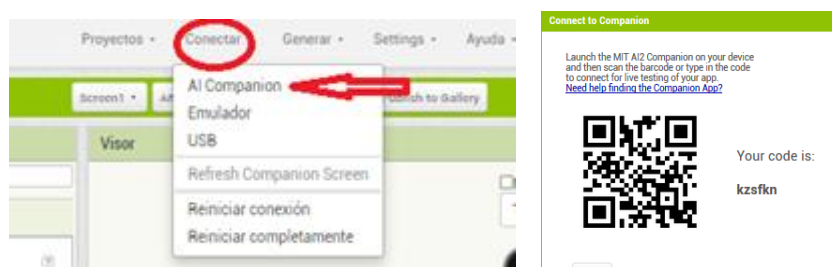 Proyectos Conectar Generar Settings Ayuda
Screen1 to Gallery
Visor
AI Companion
Emulador
USB
Refresh Companion Screen
Reiniciar conexión
Reiniciar completamente
Connect to Companion
Launch the MIT AI2 Companion on your device
and then scan the barcode or type in the code
to connect for live testing of your app.
Need help finding the Companion App?
Your code is:
kzsfkn